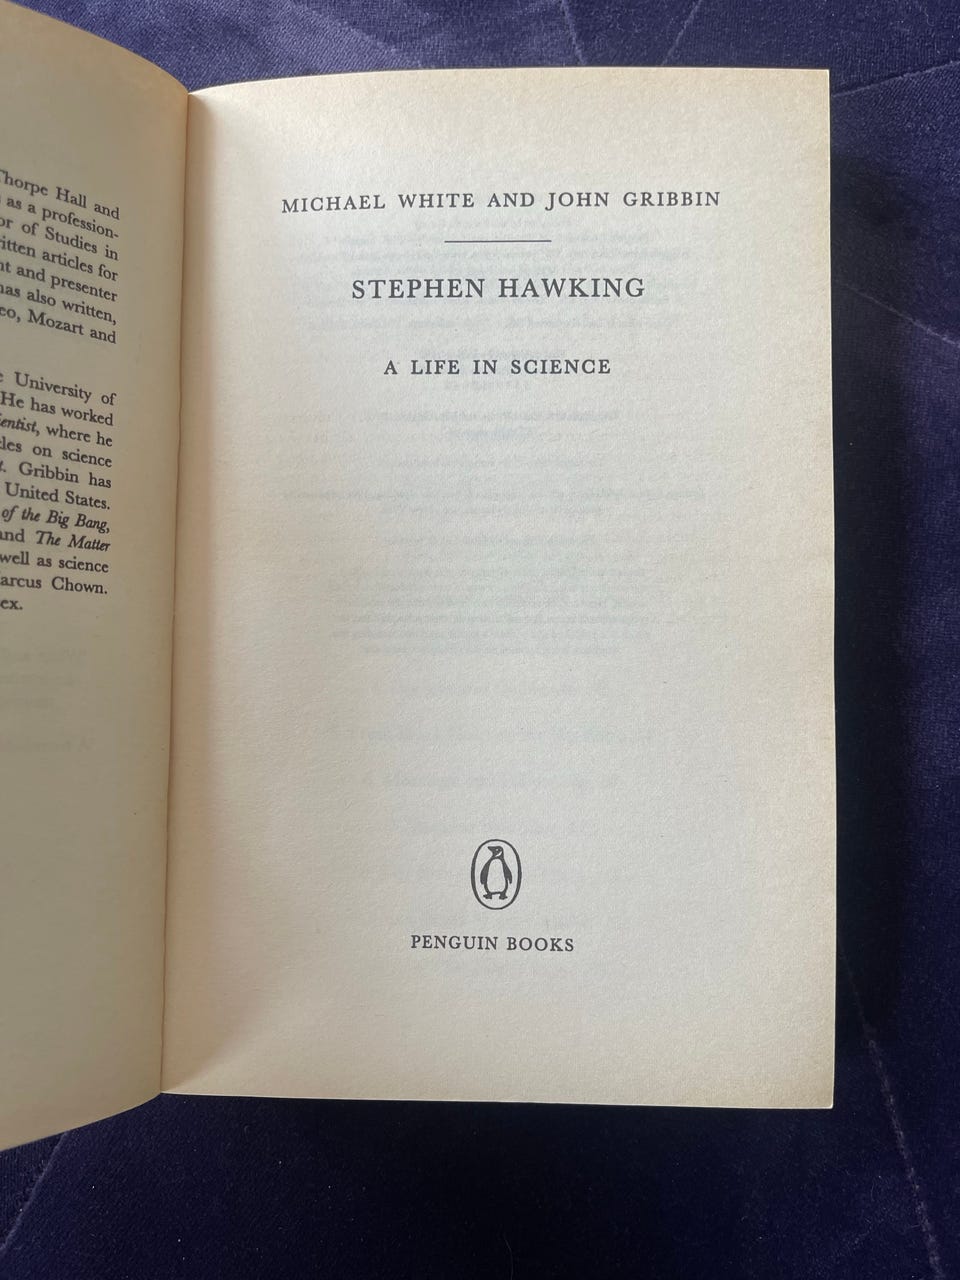 Thorpe Hall and
as a profession-
or of Studies in
itten articles for
nt and presenter
has also written,
eo, Mozart and
University of
He has worked
entist, where he
les on science
t. Gribbin has
United States.
of the Big Bang,
and The Matter
well as science
arcus Chown.
ex.
MICHAEL WHITE AND JOHN GRIBBIN
STEPHEN HAWKING
A LIFE IN SCIENCE
PENGUIN BOOKS